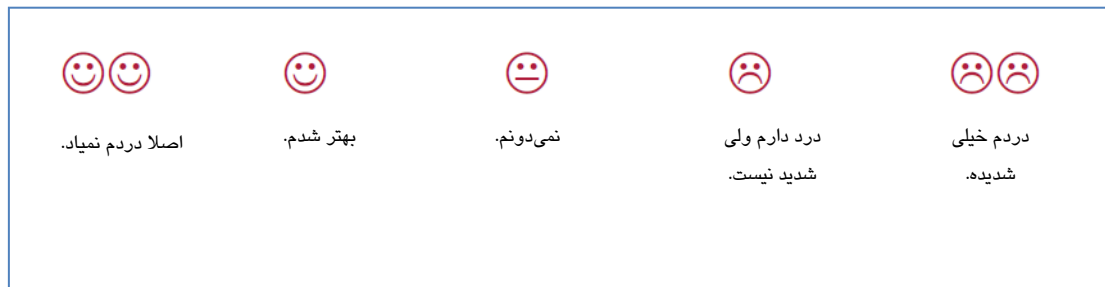 دردم خیلی
شدیده.
درد دارم ولی
شدید نیست.
نمی‌دونم.
بهتر شدم.
اصلا دردم نمیاد.